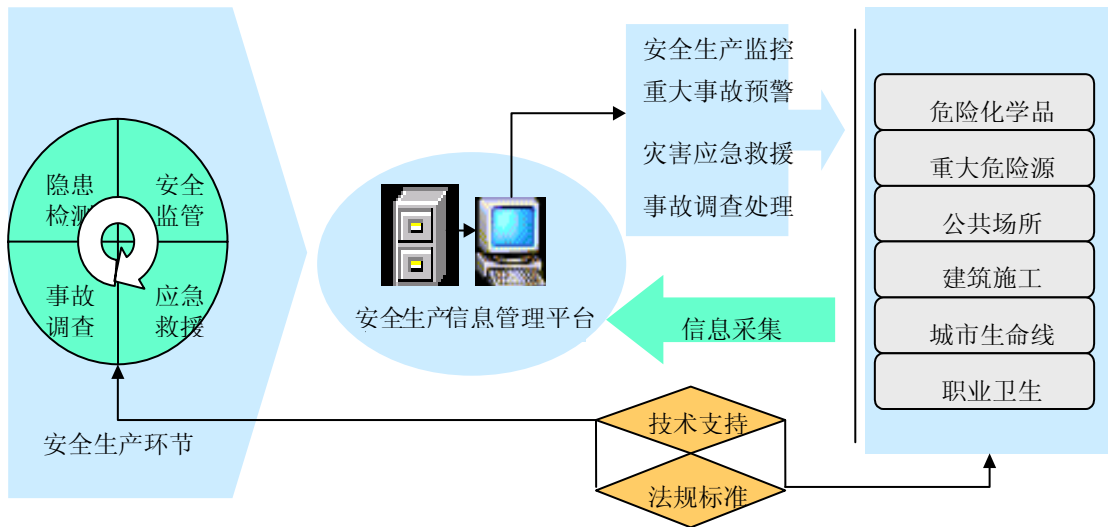 隐患
检测
安全
监管
事故
调查
应急
救援
安全生产环节
安全生产信息管理平台
安全生产监控
重大事故预警
灾害应急救援
事故调查处理
信息采集
技术支持
法规标准
危险化学品
重大危险源
公共场所
建筑施工
城市生命线
职业卫生